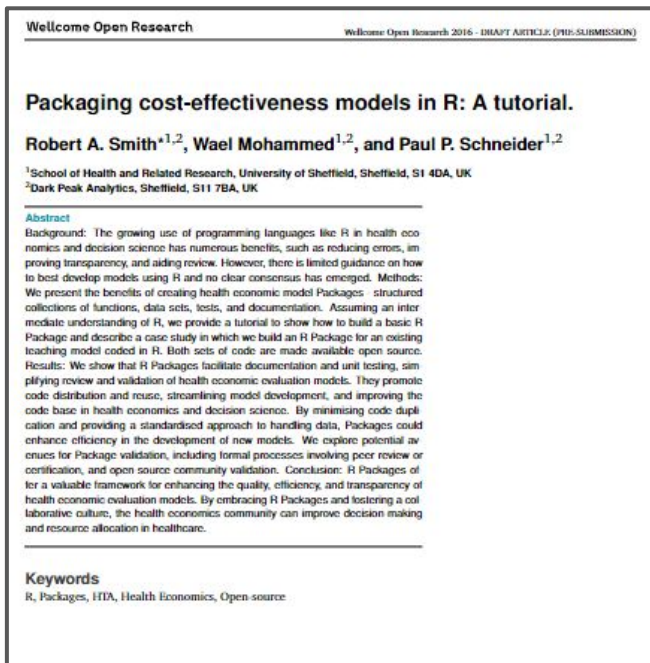 Wellcome Open Research
Wellcome Open Research 2016 - DRAFT ARTICLE (PRE-SUBMISSION)
Packaging cost-effectiveness models in R: A tutorial.
Robert A. Smith*1,2, Wael Mohammed1,2, and Paul P. Schneider1,2
1School of Health and Related Research, University of Sheffield, Sheffield, S1 4DA, UK
2Dark Peak Analytics, Sheffield, S11 7BA, UK
Abstract
Background: The growing use of programming languages like R in health eco
nomics and decision science has numerous benefits, such as reducing errors, im
proving transparency, and aiding review. However, there is limited guidance on how
to best develop models using R and no clear consensus has emerged. Methods:
We present the benefits of creating health economic model Packages - structured
collections of functions, data sets, tests, and documentation. Assuming an inter
mediate understanding of R, we provide a tutorial to show how to build a basic R
Package and describe a case study in which we build an R Package for an existing
teaching model coded in R. Both sets of code are made available open source.
Results: We show that R Packages facilitate documentation and unit testing, sim
plifying review and validation of health economic evaluation models. They promote
code distribution and reuse, streamlining model development, and improving the
code base in health economics and decision science. By minimising code dupli
cation and providing a standardised approach to handling data, Packages could
enhance efficiency in the development of new models. We explore potential av
enues for Package validation, including formal processes involving peer review or
certification, and open source community validation. Conclusion: R Packages of
fer a valuable framework for enhancing the quality, efficiency, and transparency of
health economic evaluation models. By embracing R Packages and fostering a col
laborative culture, the health economics community can improve decision making
and resource allocation in healthcare.
Keywords
R, Packages, HTA, Health Economics, Open-source